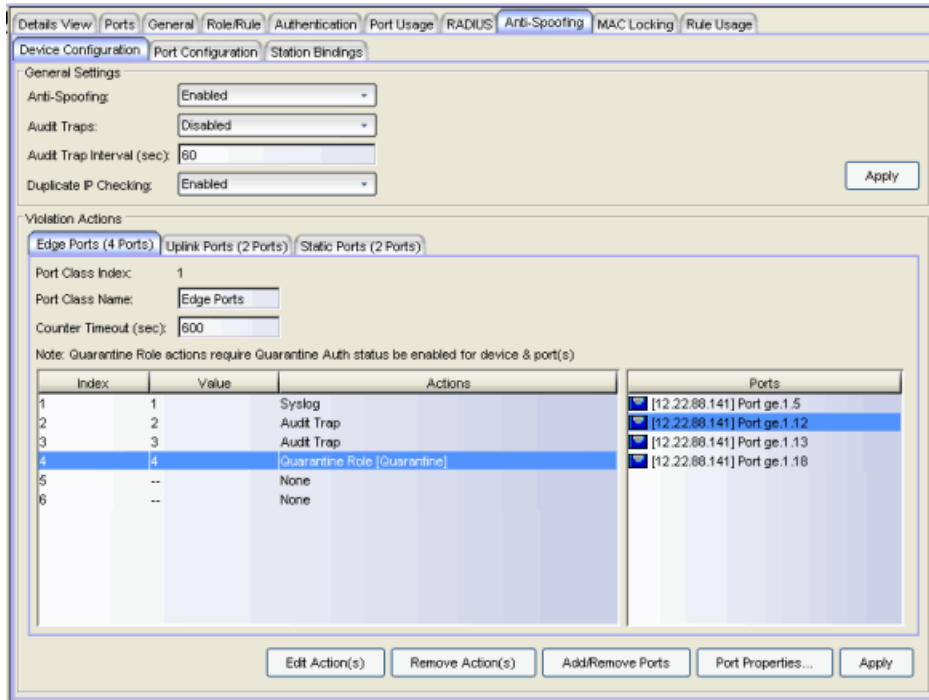 Details View Ports General Role/Rule Authentication Port Usage RADIUS Anti-Spoofing MAC Locking Rule Usage
Device Configuration Port Configuration Station Bindings
General Settings
Anti-Spoofing: Enabled
Audit Traps: Disabled
Audit Trap Interval (sec): 60
Duplicate IP Checking: Enabled
Apply
Violation Actions
Edge Ports (4 Ports) Uplink Ports (2 Ports) Static Ports (2 Ports)
Port Class Index: 1
Port Class Name: Edge Ports
Counter Timeout (sec): 600
Note: Quarantine Role actions require Quarantine Auth status be enabled for device & port(s)
Index Value Actions Ports
1 1 Syslog [12.22.88.141] Port ge.1.5
2 2 Audit Trap [12.22.88.141] Port ge.1.12
3 3 Audit Trap [12.22.88.141] Port ge.1.13
4 4 Quarantine Role [Quarantine] [12.22.88.141] Port ge.1.18
5 -- None
6 -- None
Edit Action(s) Remove Action(s) Add/Remove Ports Port Properties... Apply